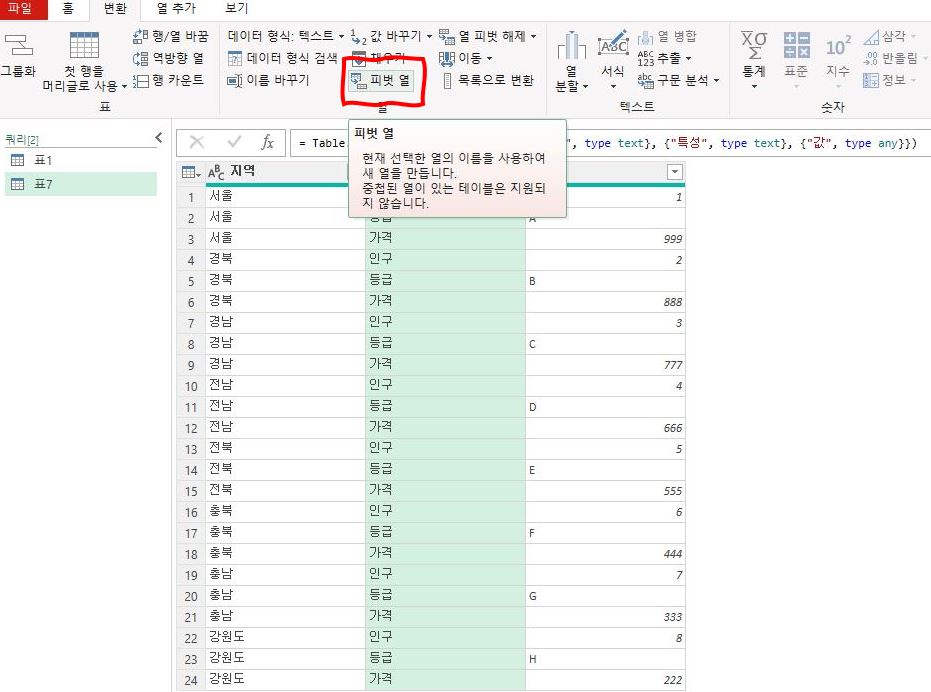 파일 홈 변환 열 추가 보기
그룹화
첫 행을
머리글로 사용
행/열 바꿈
역방향 열
행 카운트
표
데이터 형식: 텍스트
데이터 형식 검색
이름 바꾸기
값 바꾸기
채우기
피벗 열
열 피벗 해제
이동
목록으로 변환
열
열
분할
서식
ABC
열 병합
ABC
123 추출
abc 구문 분석
텍스트
Χσ
Σ
통계
표준
10²
지수
삼각
.00
.0 반올림
정보
숫자
쿼리[2]
표1
표7
fx
= Table. ", type text}, {"특성", type text}, {"값", type any}})
피벗 열
현재 선택한 열의 이름을 사용하여
새 열을 만듭니다.
중첩된 열이 있는 테이블은 지원되
지 않습니다.
ABC 지역
1 서울 1
2 서울 등급 A
3 서울 가격 999
4 경북 인구 2
5 경북 등급 B
6 경북 가격 888
7 경남 인구 3
8 경남 등급 C
9 경남 가격 777
10 전남 인구 4
11 전남 등급 D
12 전남 가격 666
13 전북 인구 5
14 전북 등급 E
15 전북 가격 555
16 충북 인구 6
17 충북 등급 F
18 충북 가격 444
19 충남 인구 7
20 충남 등급 G
21 충남 가격 333
22 강원도 인구 8
23 강원도 등급 H
24 강원도 가격 222